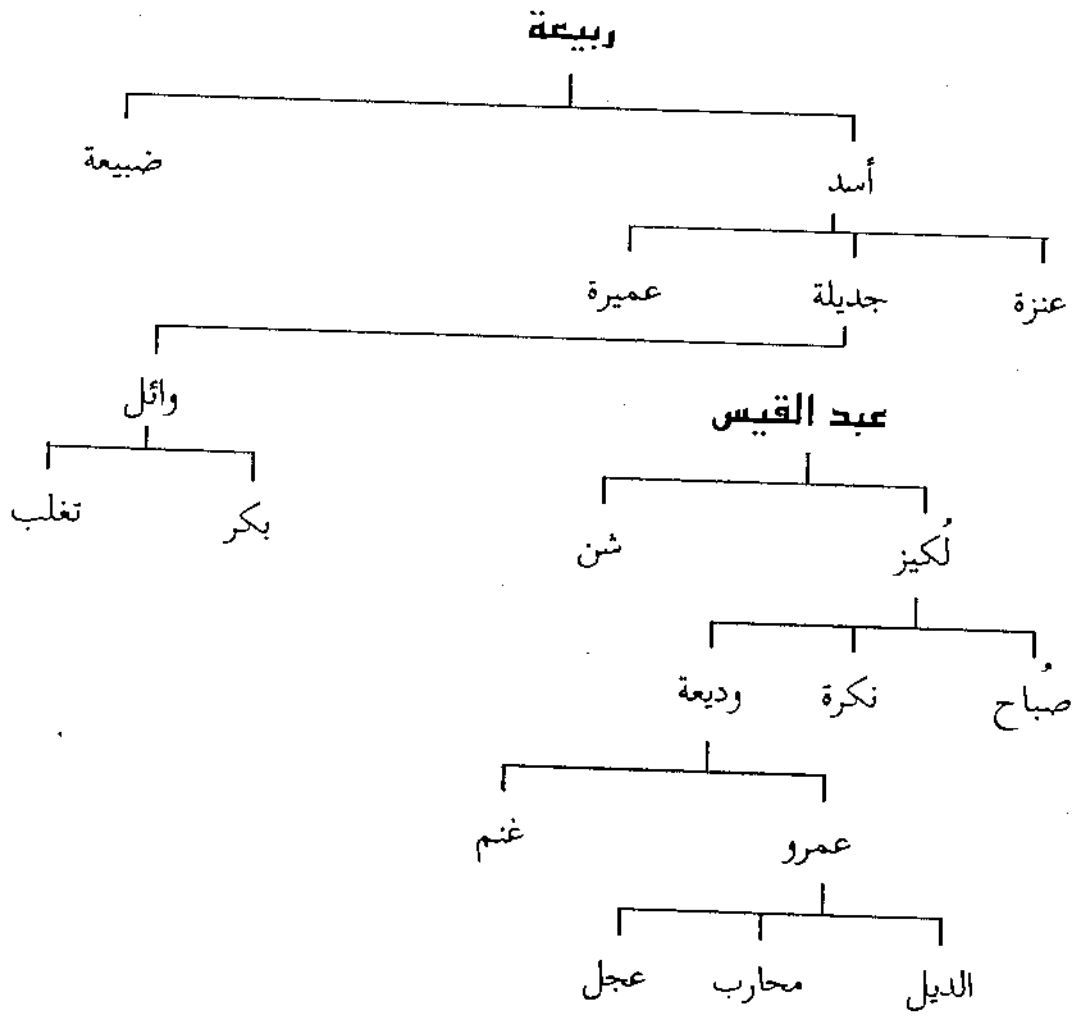 ربيعة
أسد ضبيعة
عنزة جديلة عميرة
وائل
عبد القيس
بكر تغلب
لُكيز شن
صُباح نكرة وديعة
عمرو غنم
الديل محارب عجل